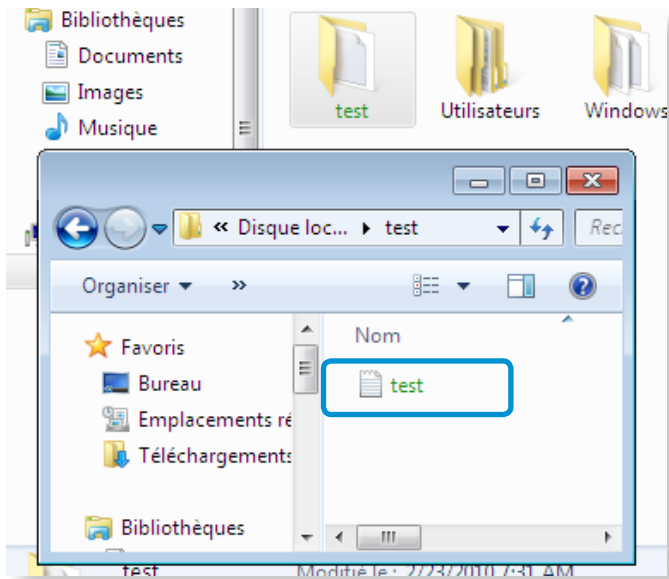 Bibliothèques
Documents
Images
Musique
test
Utilisateurs
Windows
« Disque loc... ▸ test
Rec
Organiser
»
Favoris
Bureau
Emplacements ré
Téléchargements
Bibliothèques
Nom
test
test
Modifié le : 2/23/2010 7:31 AM